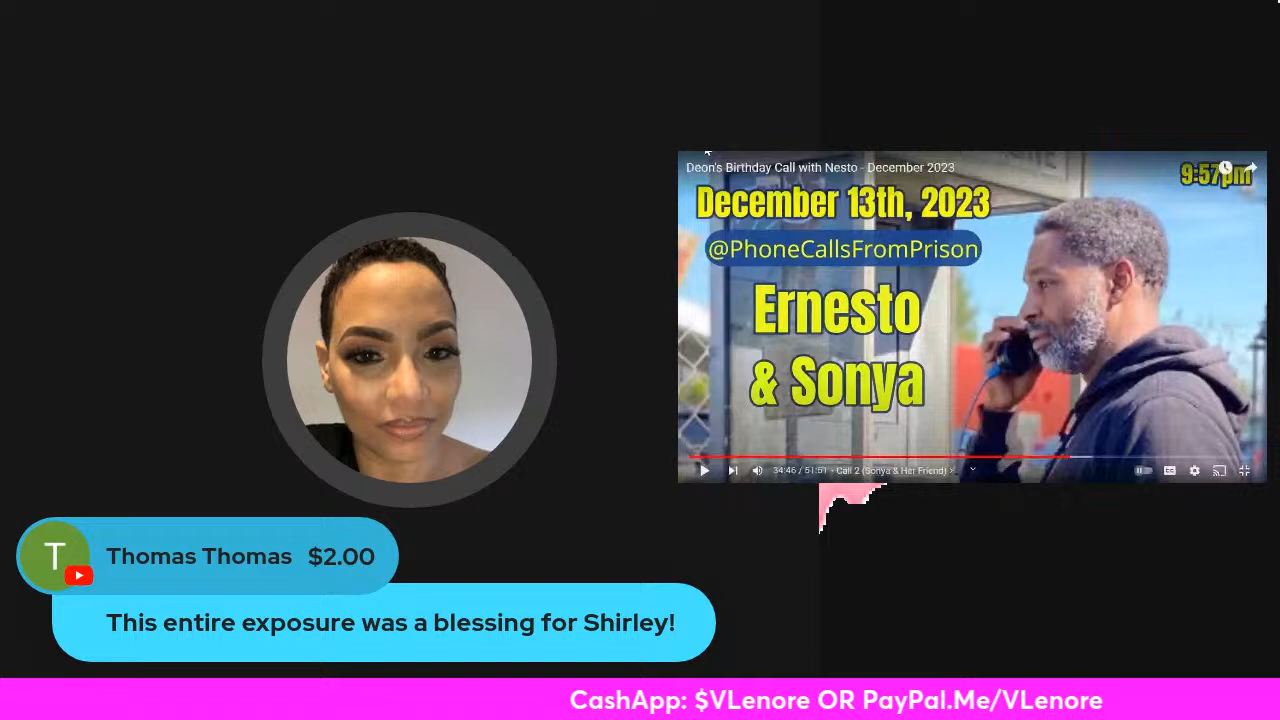 Deon's Birthday Call with Nesto - December 2023
9:57pm
December 13th, 2023
@PhoneCallsFromPrison
Ernesto
& Sonya
34:46 / 51:51 • Call 2 (Sonya & Her Friend) ›
CC
T
Thomas Thomas $2.00
This entire exposure was a blessing for Shirley!
CashApp: $VLenore OR PayPal.Me/VLenore